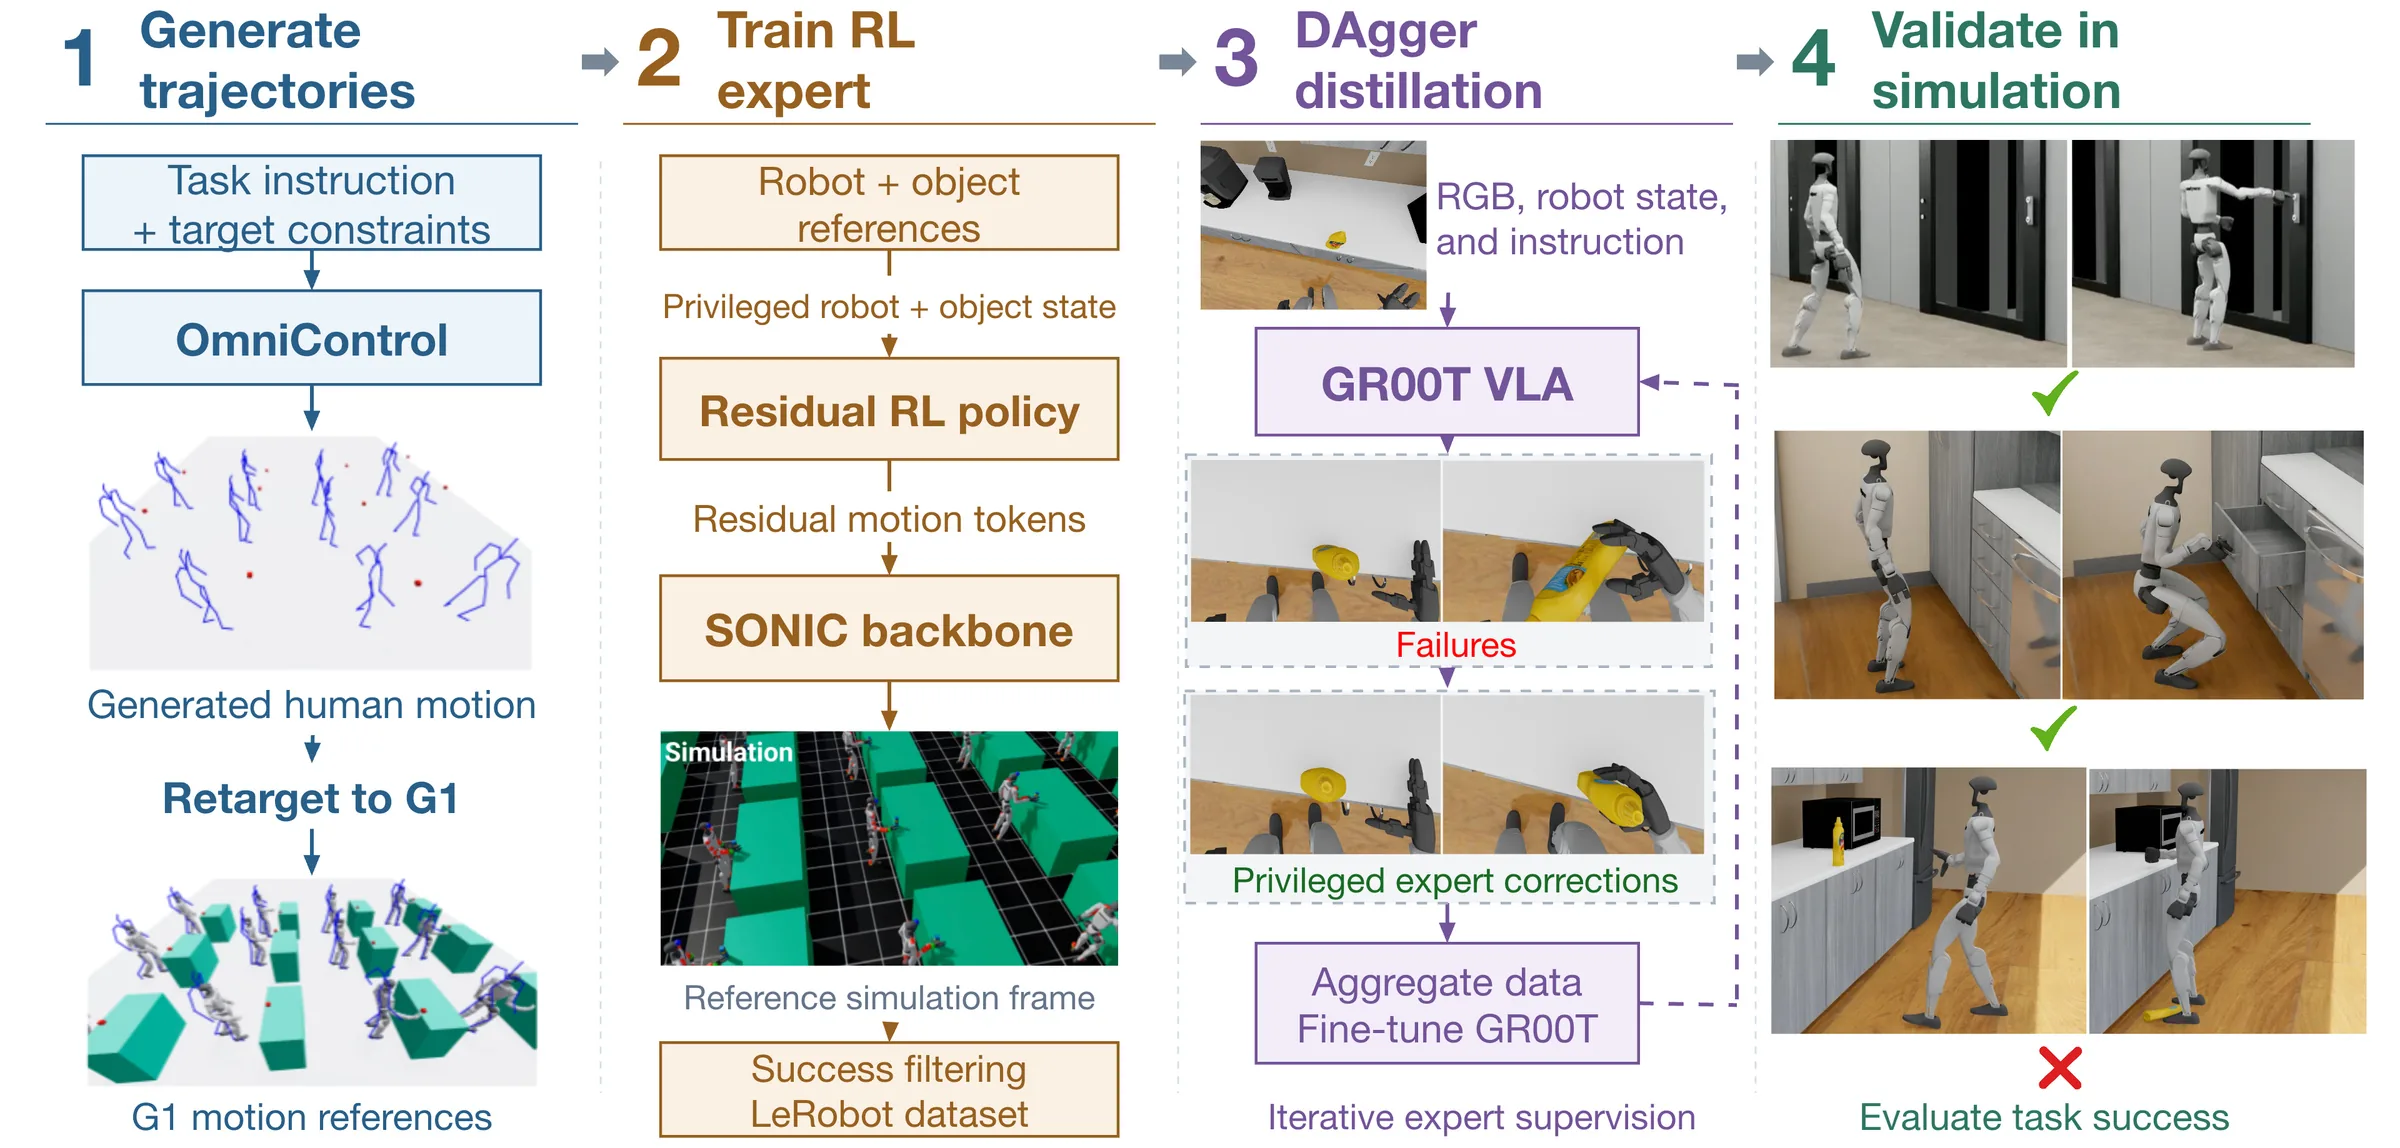 1 Generate
trajectories
Task instruction
+ target constraints
OmniControl
Generated human motion
Retarget to G1
G1 motion references
2 Train RL
expert
Robot + object
references
Privileged robot + object state
Residual RL policy
Residual motion tokens
SONIC backbone
Simulation
Reference simulation frame
Success filtering
LeRobot dataset
3 DAgger
distillation
RGB, robot state,
and instruction
GR00T VLA
Failures
Privileged expert corrections
Aggregate data
Fine-tune GR00T
Iterative expert supervision
4 Validate in
simulation
Evaluate task success